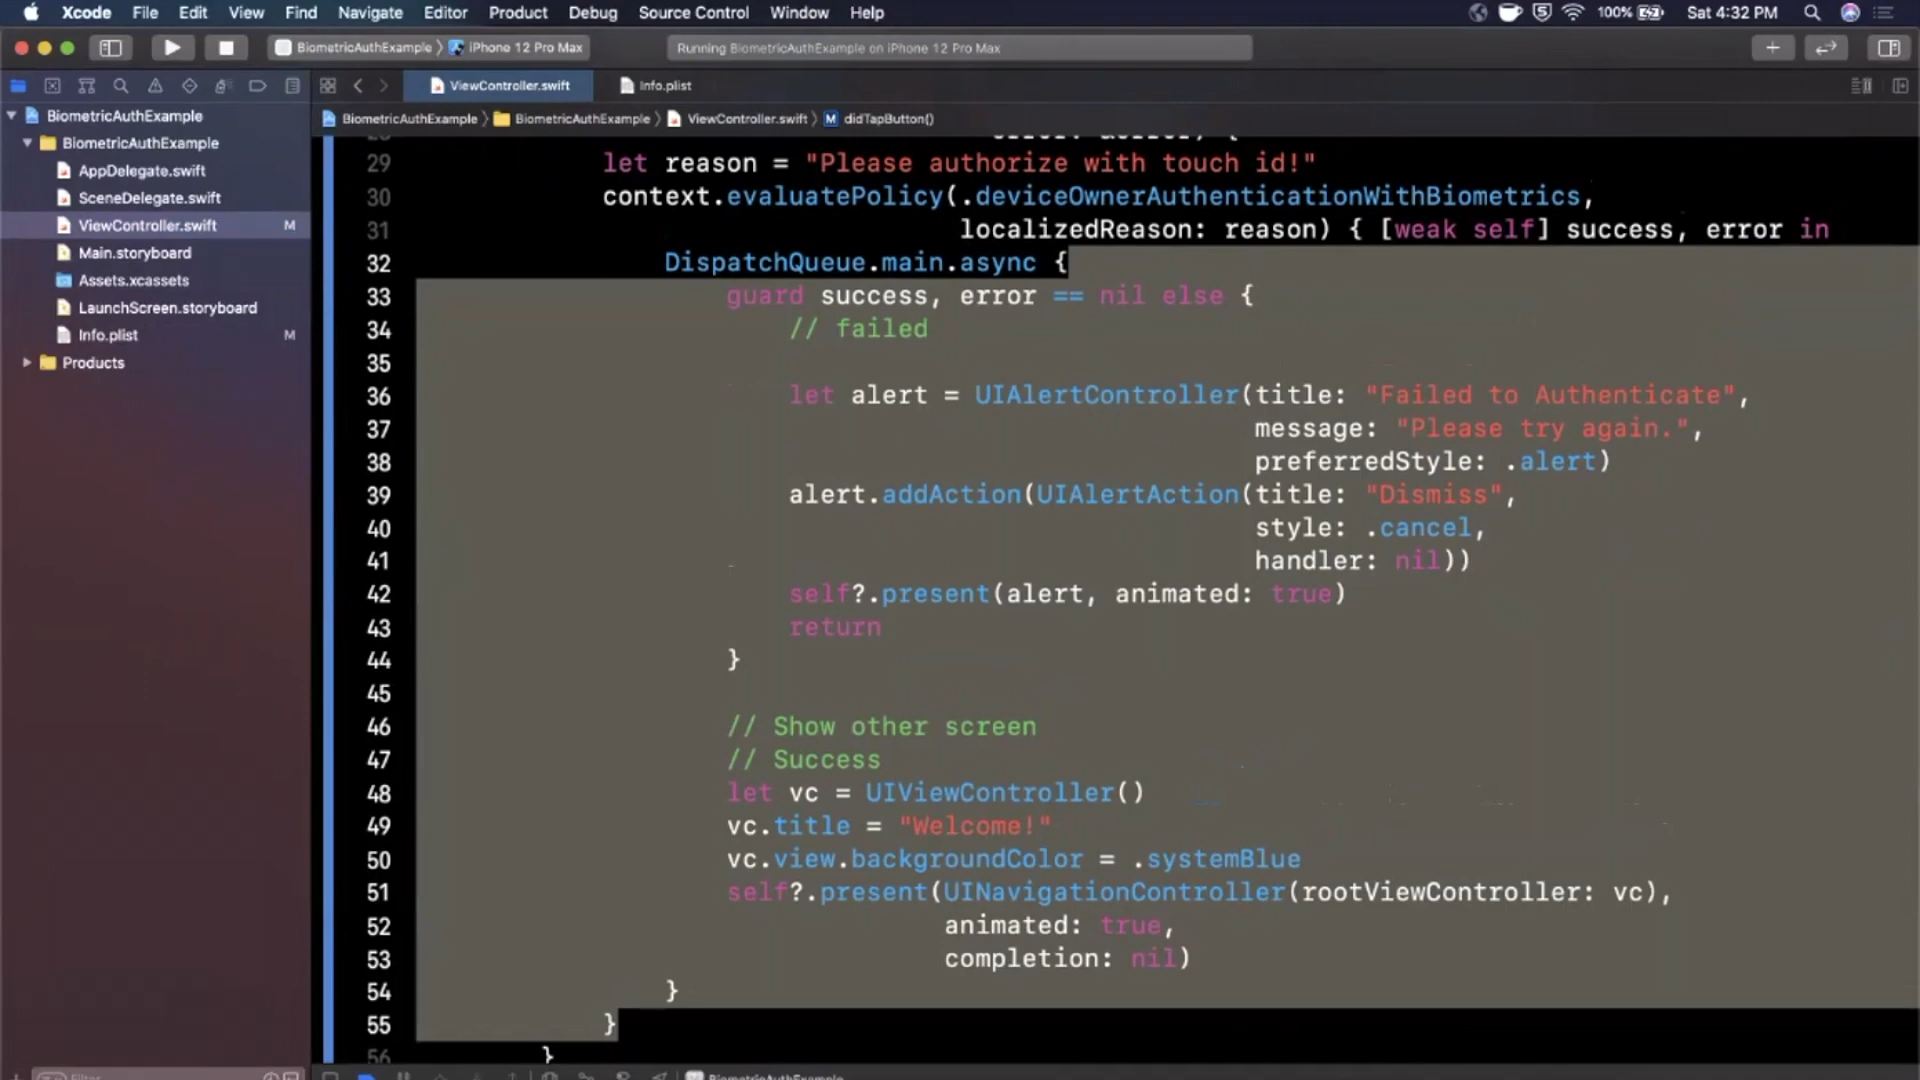 Xcode File Edit View Find Navigate Editor Product Debug Source Control Window Help 100% Sat 4:32 PM
BiometricAuthExample iPhone 12 Pro Max Running BiometricAuthExample on iPhone 12 Pro Max
ViewController.swift Info.plist
BiometricAuthExample BiometricAuthExample ViewController.swift M didTapButton()
BiometricAuthExample
BiometricAuthExample
AppDelegate.swift
SceneDelegate.swift
ViewController.swift M
Main.storyboard
Assets.xcassets
LaunchScreen.storyboard
Info.plist M
Products
29 let reason = "Please authorize with touch id!"
30 context.evaluatePolicy(.deviceOwnerAuthenticationWithBiometrics,
31 localizedReason: reason) { [weak self] success, error in
32 DispatchQueue.main.async {
33 guard success, error == nil else {
34 // failed
35
36 let alert = UIAlertController(title: "Failed to Authenticate",
37 message: "Please try again.",
38 preferredStyle: .alert)
39 alert.addAction(UIAlertAction(title: "Dismiss",
40 style: .cancel,
41 handler: nil))
42 self?.present(alert, animated: true)
43 return
44 }
45
46 // Show other screen
47 // Success
48 let vc = UIViewController()
49 vc.title = "Welcome!"
50 vc.view.backgroundColor = .systemBlue
51 self?.present(UINavigationController(rootViewController: vc),
52 animated: true,
53 completion: nil)
54 }
55 }
56 }
Filter BiometricAuthExample